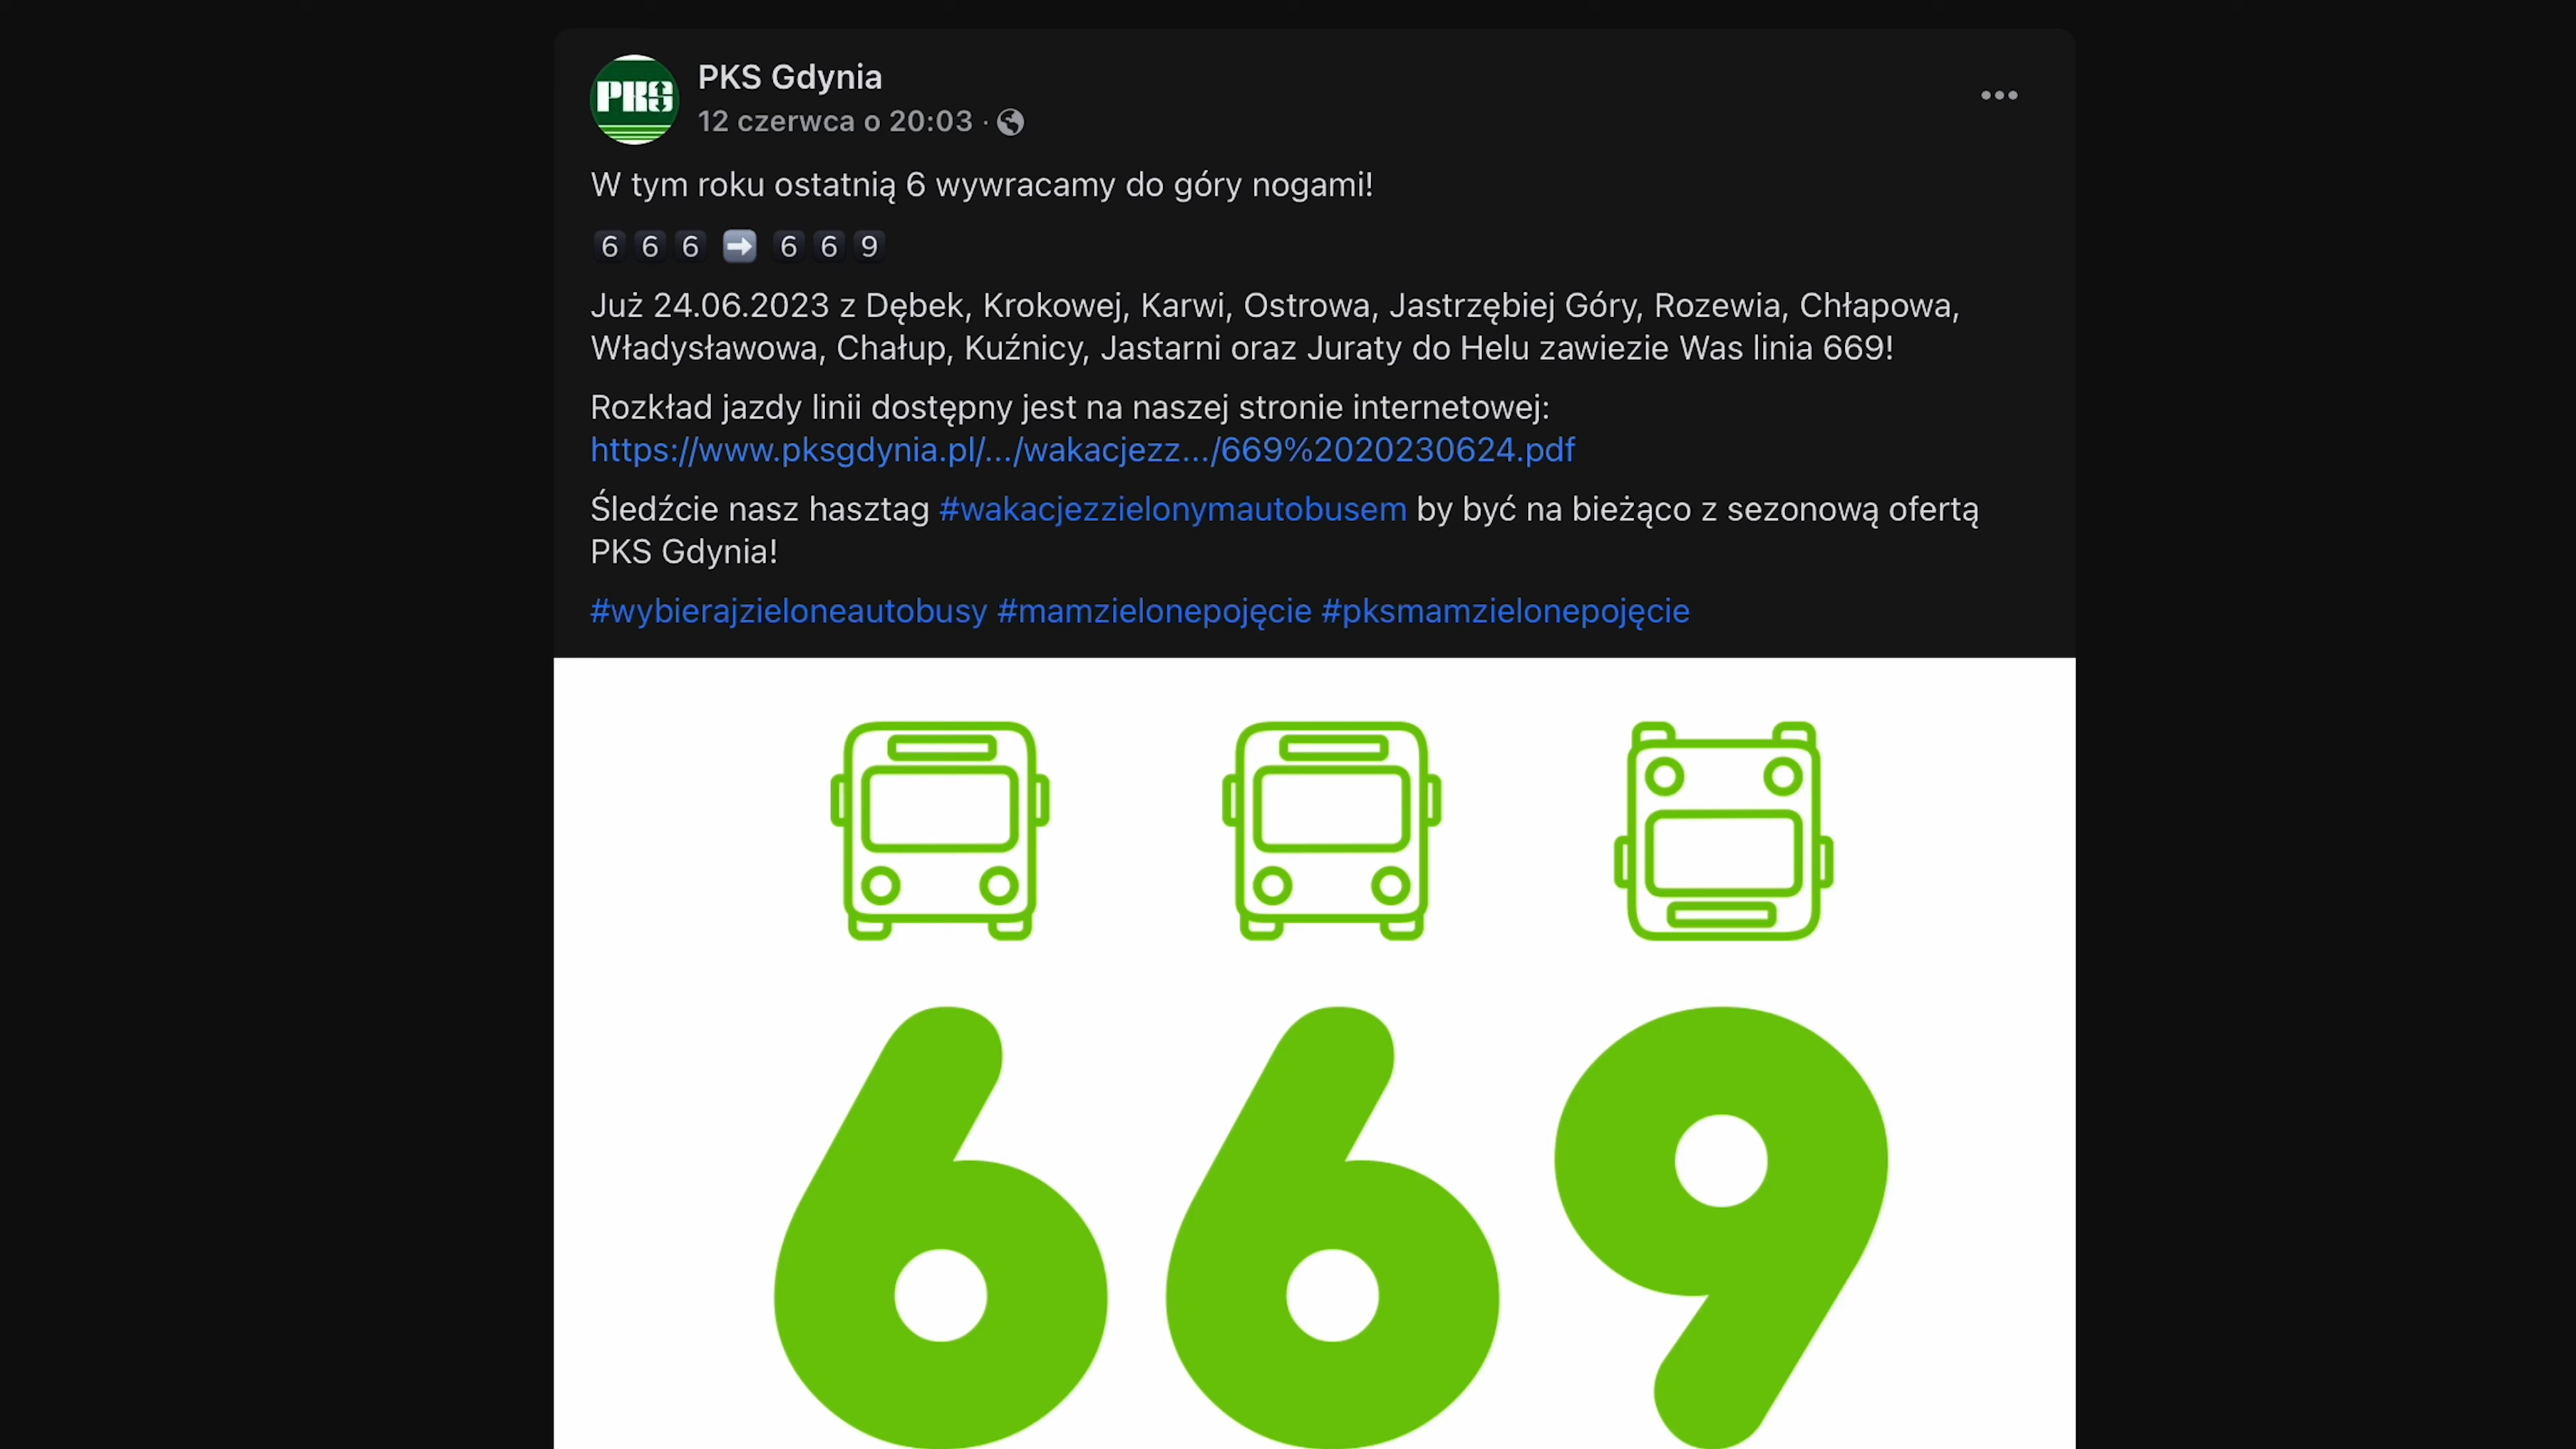 PKS
PKS Gdynia
12 czerwca o 20:03 ·
W tym roku ostatnią 6 wywracamy do góry nogami!
6 6 6 ➡ 6 6 9
Już 24.06.2023 z Dębek, Krokowej, Karwi, Ostrowa, Jastrzębiej Góry, Rozewia, Chłapowa,
Władysławowa, Chałup, Kuźnicy, Jastarni oraz Juraty do Helu zawiezie Was linia 669!
Rozkład jazdy linii dostępny jest na naszej stronie internetowej:
https://www.pksgdynia.pl/.../wakacjezz.../669%2020230624.pdf
Śledźcie nasz hasztag #wakacjezzielonymautobusem by być na bieżąco z sezonową ofertą
PKS Gdynia!
#wybierajzieloneautobusy #mamzielonepojęcie #pksmamzielonepojęcie
669